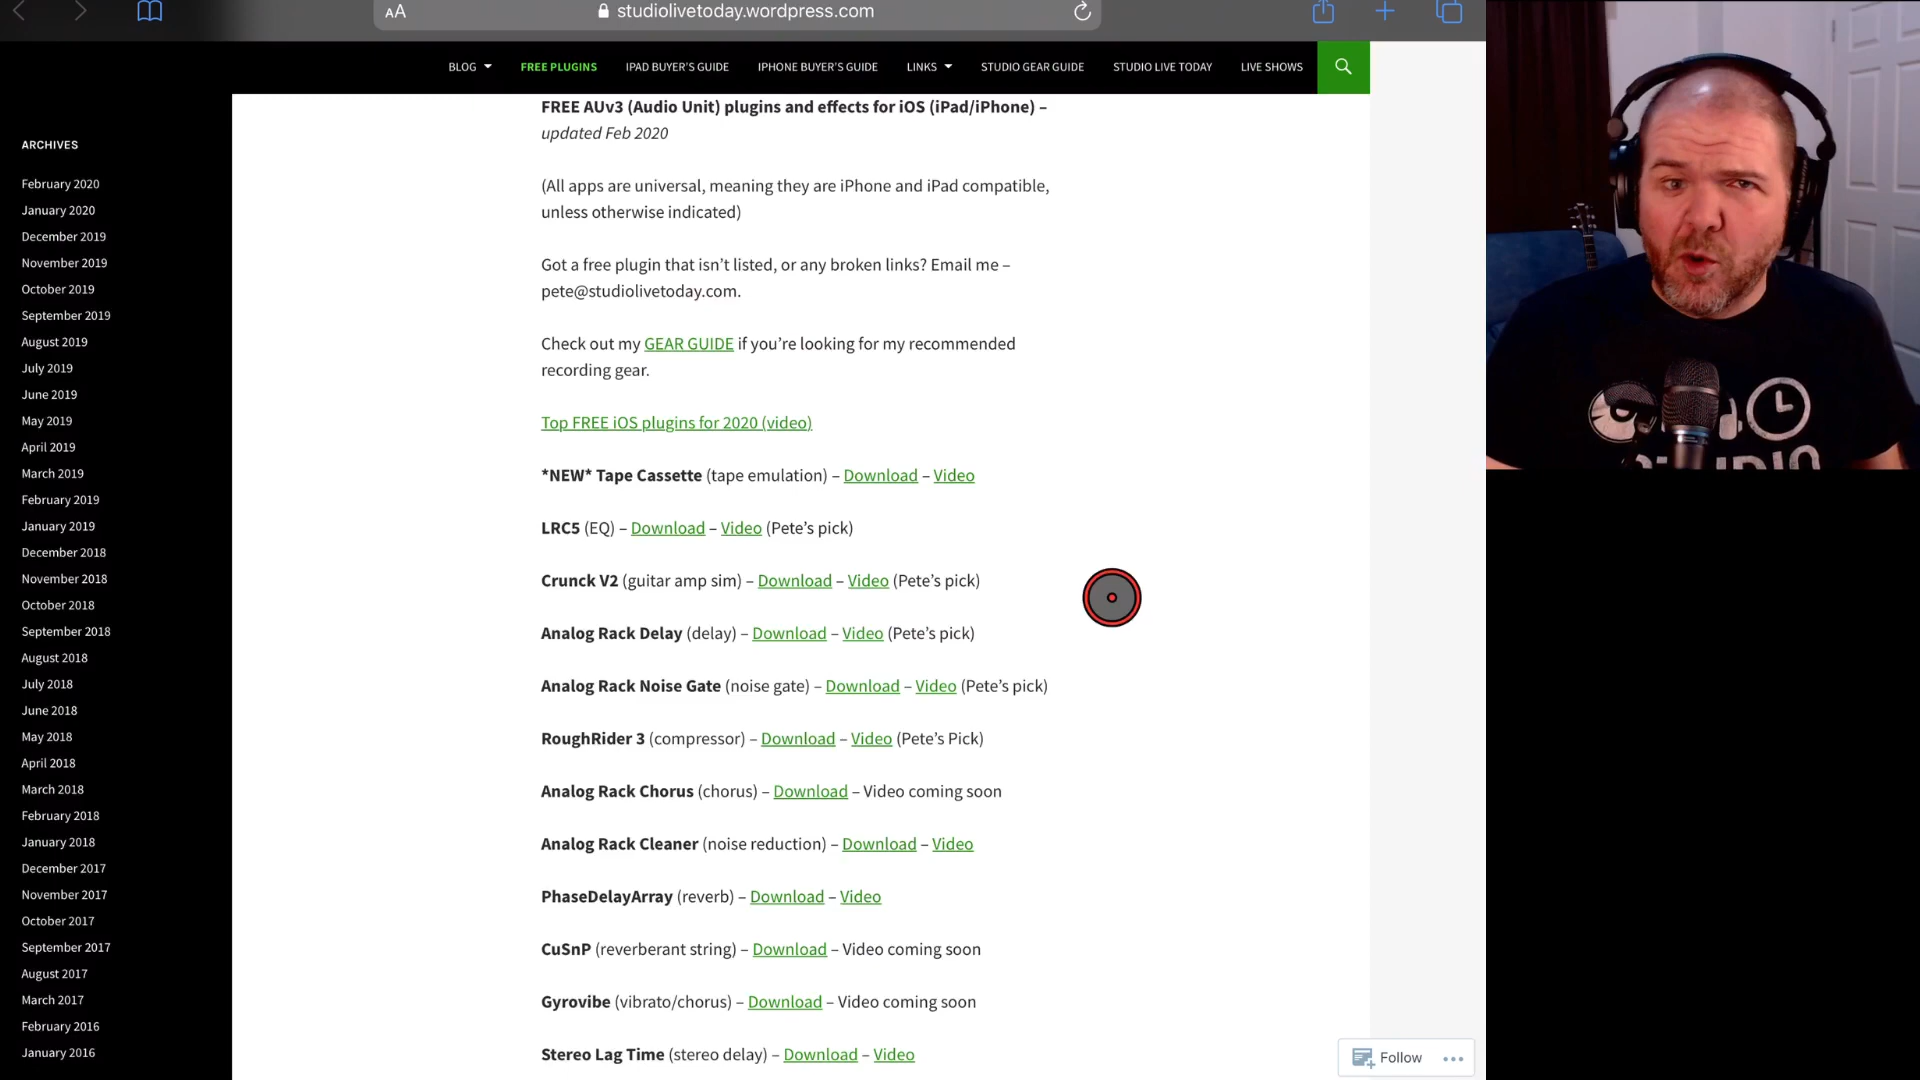 AA
studiolivetoday.wordpress.com
BLOG
FREE PLUGINS
IPAD BUYER'S GUIDE
IPHONE BUYER'S GUIDE
LINKS
STUDIO GEAR GUIDE
STUDIO LIVE TODAY
LIVE SHOWS
ARCHIVES
February 2020
January 2020
December 2019
November 2019
October 2019
September 2019
August 2019
July 2019
June 2019
May 2019
April 2019
March 2019
February 2019
January 2019
December 2018
November 2018
October 2018
September 2018
August 2018
July 2018
June 2018
May 2018
April 2018
March 2018
February 2018
January 2018
December 2017
November 2017
October 2017
September 2017
August 2017
March 2017
February 2016
January 2016
FREE AUv3 (Audio Unit) plugins and effects for iOS (iPad/iPhone) –
updated Feb 2020
(All apps are universal, meaning they are iPhone and iPad compatible,
unless otherwise indicated)
Got a free plugin that isn't listed, or any broken links? Email me –
pete@studiolivetoday.com.
Check out my GEAR GUIDE if you're looking for my recommended
recording gear.
Top FREE iOS plugins for 2020 (video)
*NEW* Tape Cassette (tape emulation) – Download – Video
LRC5 (EQ) – Download – Video (Pete's pick)
Crunck V2 (guitar amp sim) – Download – Video (Pete's pick)
Analog Rack Delay (delay) – Download – Video (Pete's pick)
Analog Rack Noise Gate (noise gate) – Download – Video (Pete's pick)
RoughRider 3 (compressor) – Download – Video (Pete's Pick)
Analog Rack Chorus (chorus) – Download – Video coming soon
Analog Rack Cleaner (noise reduction) – Download – Video
PhaseDelayArray (reverb) – Download – Video
CuSnP (reverberant string) – Download – Video coming soon
Gyrovibe (vibrato/chorus) – Download – Video coming soon
Stereo Lag Time (stereo delay) – Download – Video
Follow